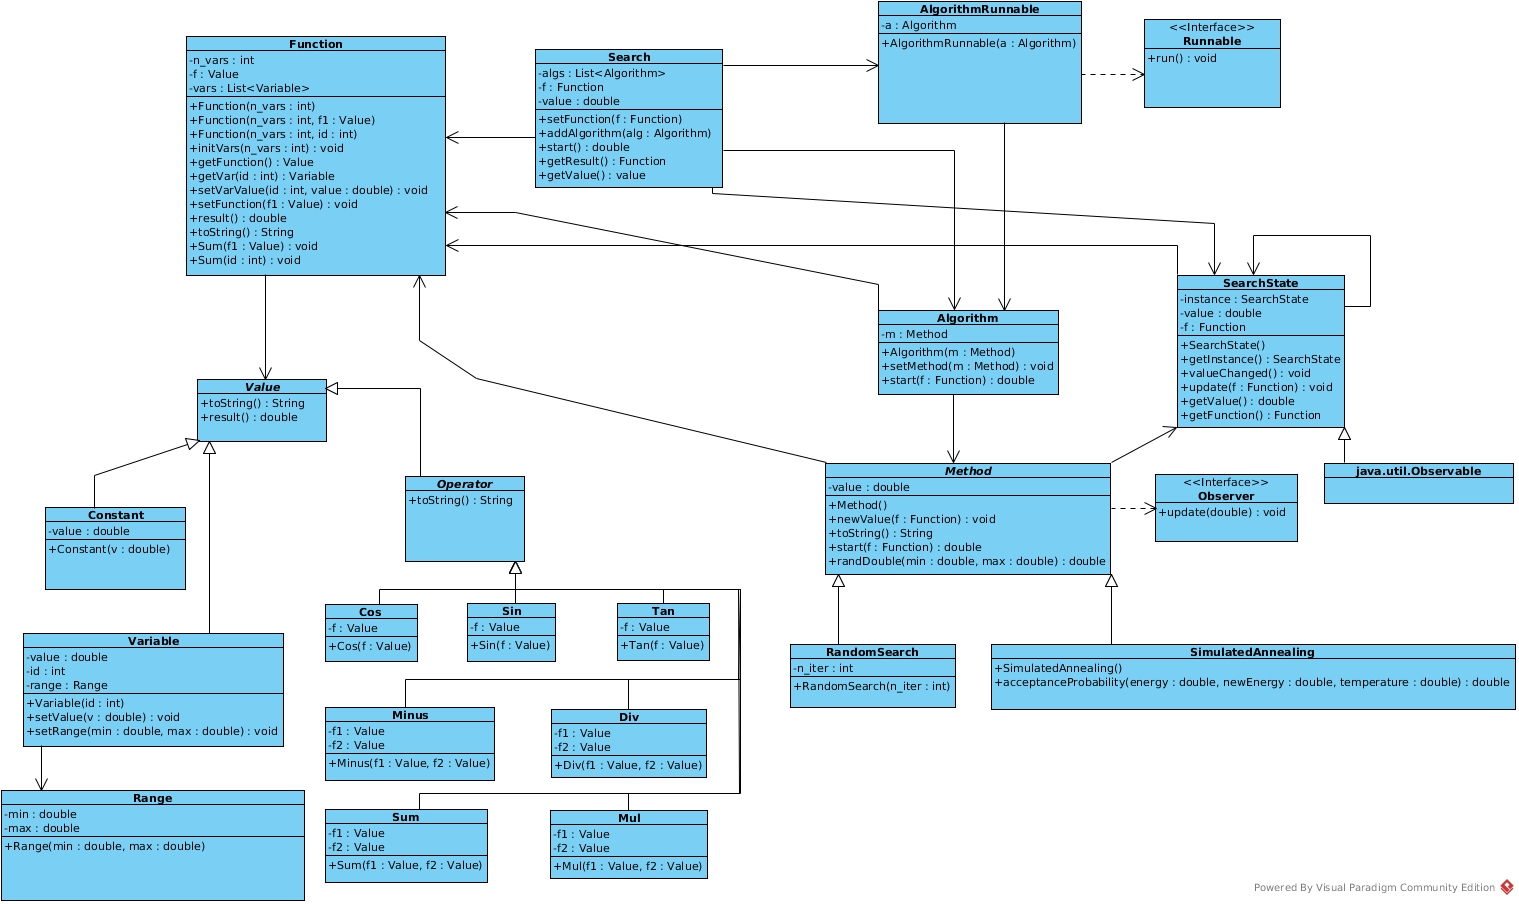 AlgorithmRunnable
-a : Algorithm
+AlgorithmRunnable(a : Algorithm)
<<Interface>>
Runnable
+run() : void
Function
-n_vars : int
-f : Value
-vars : List<Variable>
+Function(n_vars : int)
+Function(n_vars : int, f1 : Value)
+Function(n_vars : int, id : int)
+initVars(n_vars : int) : void
+getFunction() : Value
+getVar(id : int) : Variable
+setVarValue(id : int, value : double) : void
+setFunction(f1 : Value) : void
+result() : double
+toString() : String
+Sum(f1 : Value) : void
+Sum(id : int) : void
Search
-algs : List<Algorithm>
-f : Function
-value : double
+setFunction(f : Function)
+addAlgorithm(alg : Algorithm)
+start() : double
+getResult() : Function
+getValue() : value
SearchState
-instance : SearchState
-value : double
-f : Function
+SearchState()
+getInstance() : SearchState
+valueChanged() : void
+update(f : Function) : void
+getValue() : double
+getFunction() : Function
Algorithm
-m : Method
+Algorithm(m : Method)
+setMethod(m : Method) : void
+start(f : Function) : double
Value
+toString() : String
+result() : double
Method
-value : double
+Method()
+newValue(f : Function) : void
+toString() : String
+start(f : Function) : double
+randDouble(min : double, max : double) : double
<<Interface>>
Observer
+update(double) : void
java.util.Observable
Operator
+toString() : String
Constant
-value : double
+Constant(v : double)
Cos
-f : Value
+Cos(f : Value)
Sin
-f : Value
+Sin(f : Value)
Tan
-f : Value
+Tan(f : Value)
Variable
-value : double
-id : int
-range : Range
+Variable(id : int)
+setValue(v : double) : void
+setRange(min : double, max : double) : void
RandomSearch
-n_iter : int
+RandomSearch(n_iter : int)
SimulatedAnnealing
+SimulatedAnnealing()
+acceptanceProbability(energy : double, newEnergy : double, temperature : double) : double
Minus
-f1 : Value
-f2 : Value
+Minus(f1 : Value, f2 : Value)
Div
-f1 : Value
-f2 : Value
+Div(f1 : Value, f2 : Value)
Range
-min : double
-max : double
+Range(min : double, max : double)
Sum
-f1 : Value
-f2 : Value
+Sum(f1 : Value, f2 : Value)
Mul
-f1 : Value
-f2 : Value
+Mul(f1 : Value, f2 : Value)
Powered By Visual Paradigm Community Edition